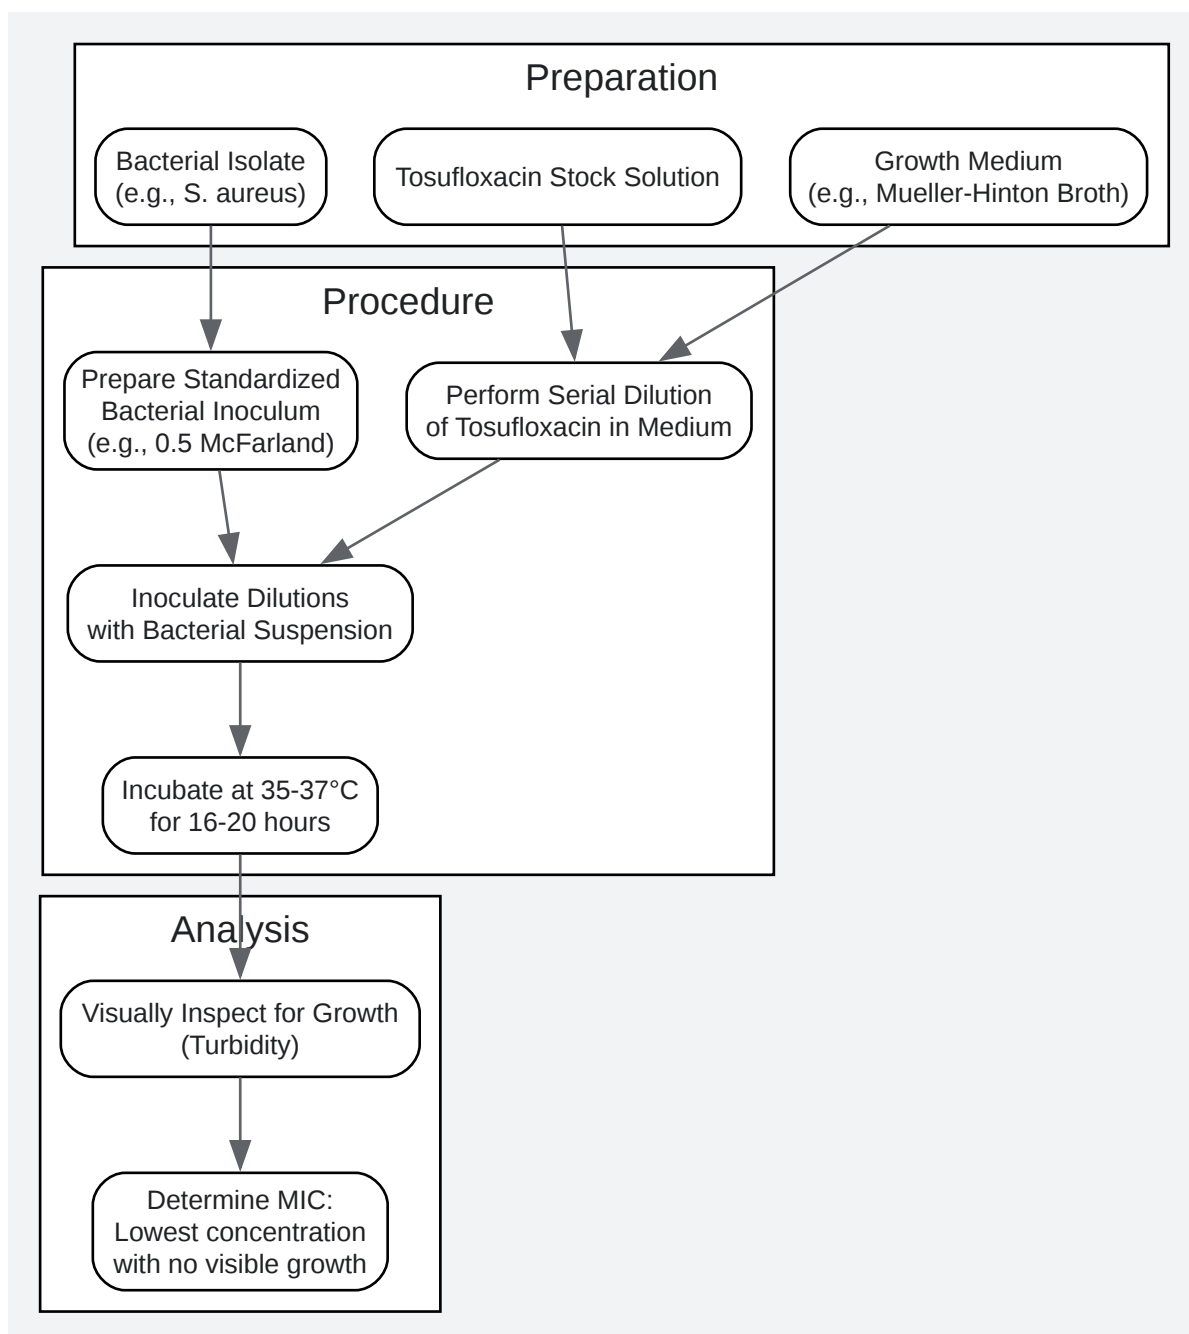 Preparation
Bacterial Isolate
(e.g., S. aureus)
Tosufloxacin Stock Solution
Growth Medium
(e.g., Mueller-Hinton Broth)
Procedure
Prepare Standardized
Bacterial Inoculum
(e.g., 0.5 McFarland)
Perform Serial Dilution
of Tosufloxacin in Medium
Inoculate Dilutions
with Bacterial Suspension
Incubate at 35-37°C
for 16-20 hours
Analysis
Visually Inspect for Growth
(Turbidity)
Determine MIC:
Lowest concentration
with no visible growth